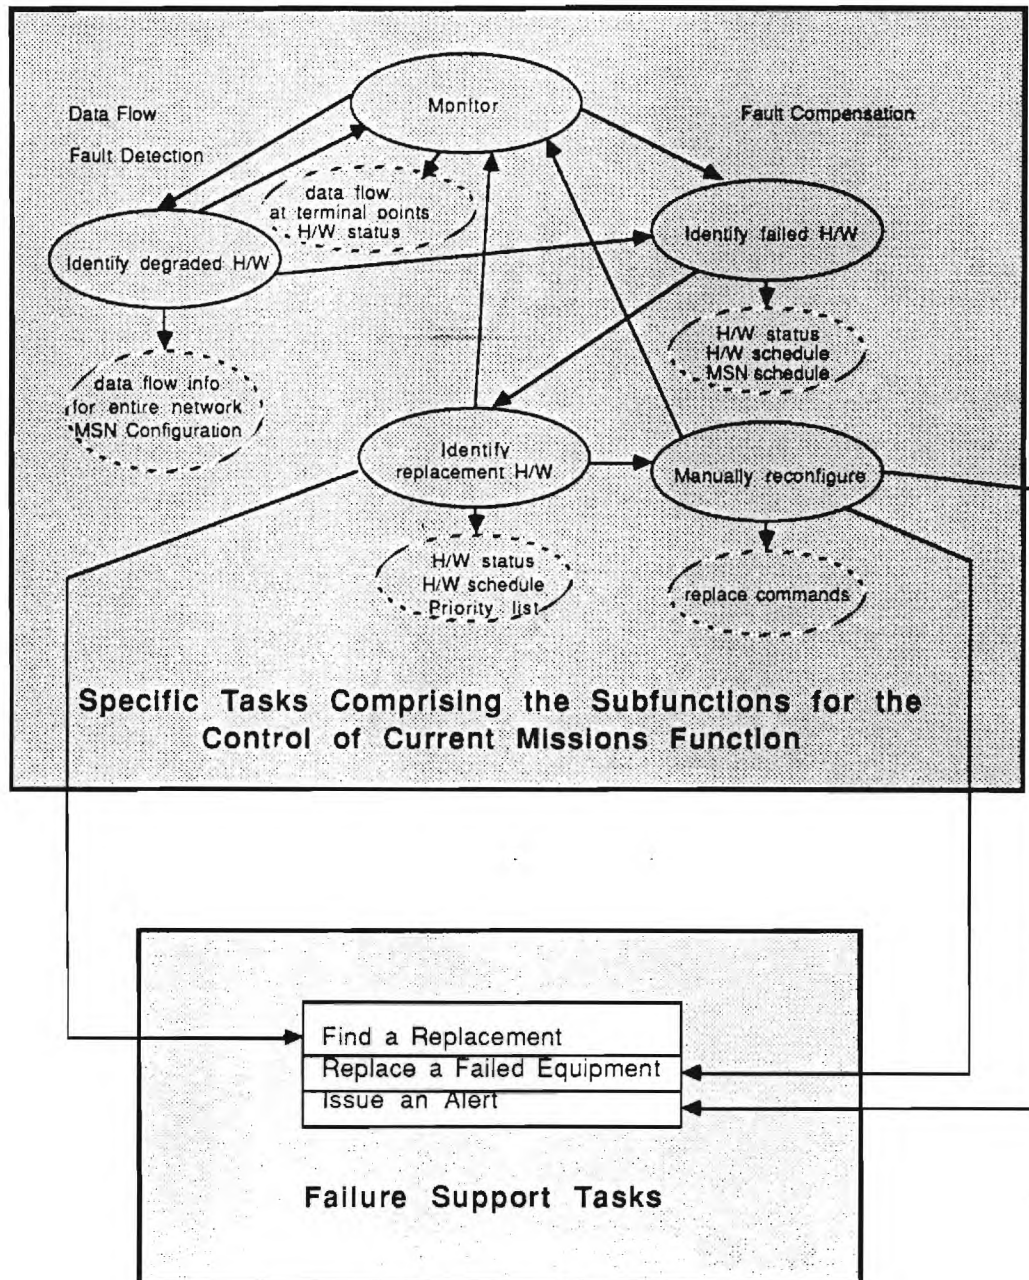 Monitor
Data Flow
Fault Detection
Fault Compensation
data flow
at terminal points
H/W status
Identify degraded H/W
Identify failed H/W
H/W status
H/W schedule
MSN schedule
data flow info
for entire network
MSN Configuration
Identify
replacement H/W
Manually reconfigure
H/W status
H/W schedule
Priority list
replace commands
Specific Tasks Comprising the Subfunctions for the
Control of Current Missions Function
Find a Replacement
Replace a Failed Equipment
Issue an Alert
Failure Support Tasks